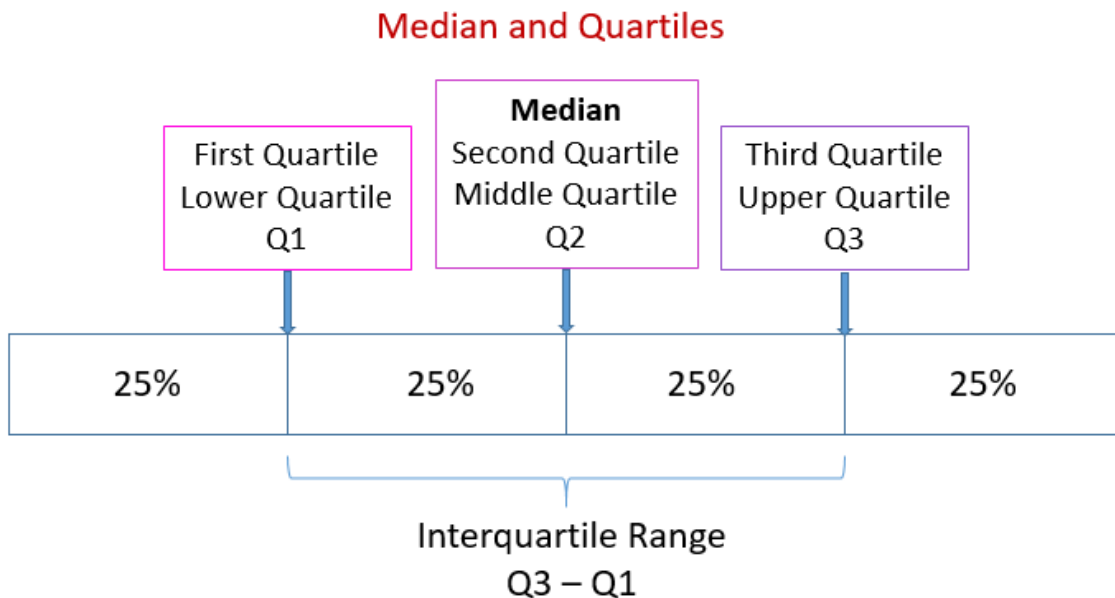 Median and Quartiles
First Quartile
Lower Quartile
Q1
Median
Second Quartile
Middle Quartile
Q2
Third Quartile
Upper Quartile
Q3
25%
25%
25%
25%
Interquartile Range
Q3 – Q1